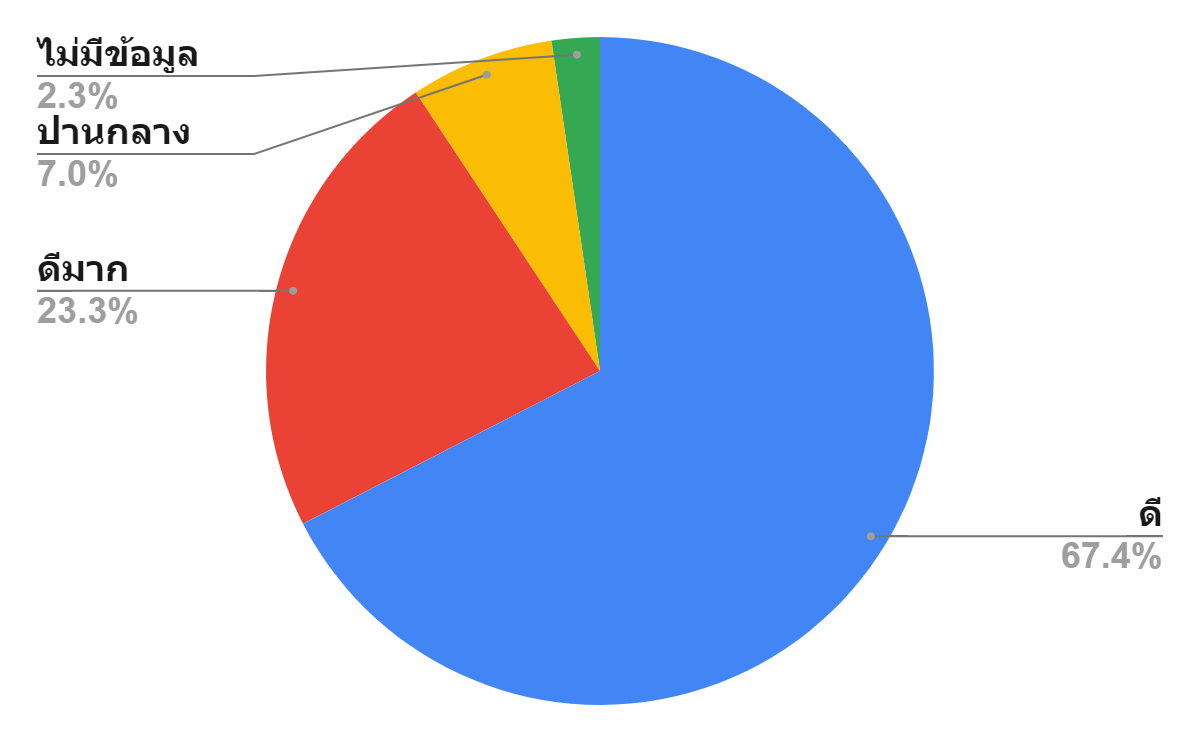 ไม่มีข้อมูล
2.3%
ปานกลาง
7.0%
ดีมาก
23.3%
ดี
67.4%